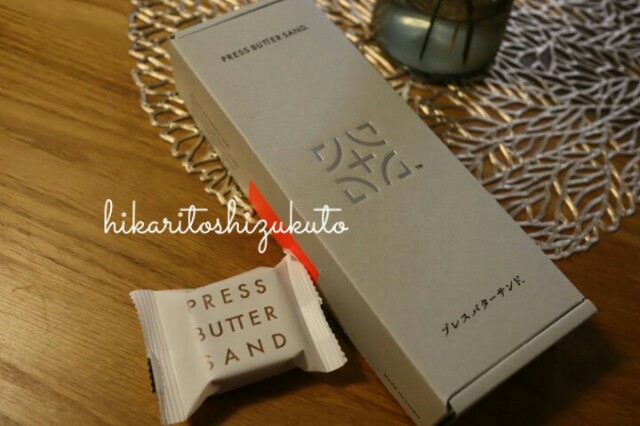 PRESS BUTTER SAND.
hikaritoshizukuto
プレスバターサンド.
PRESS
BUTTER
SAND